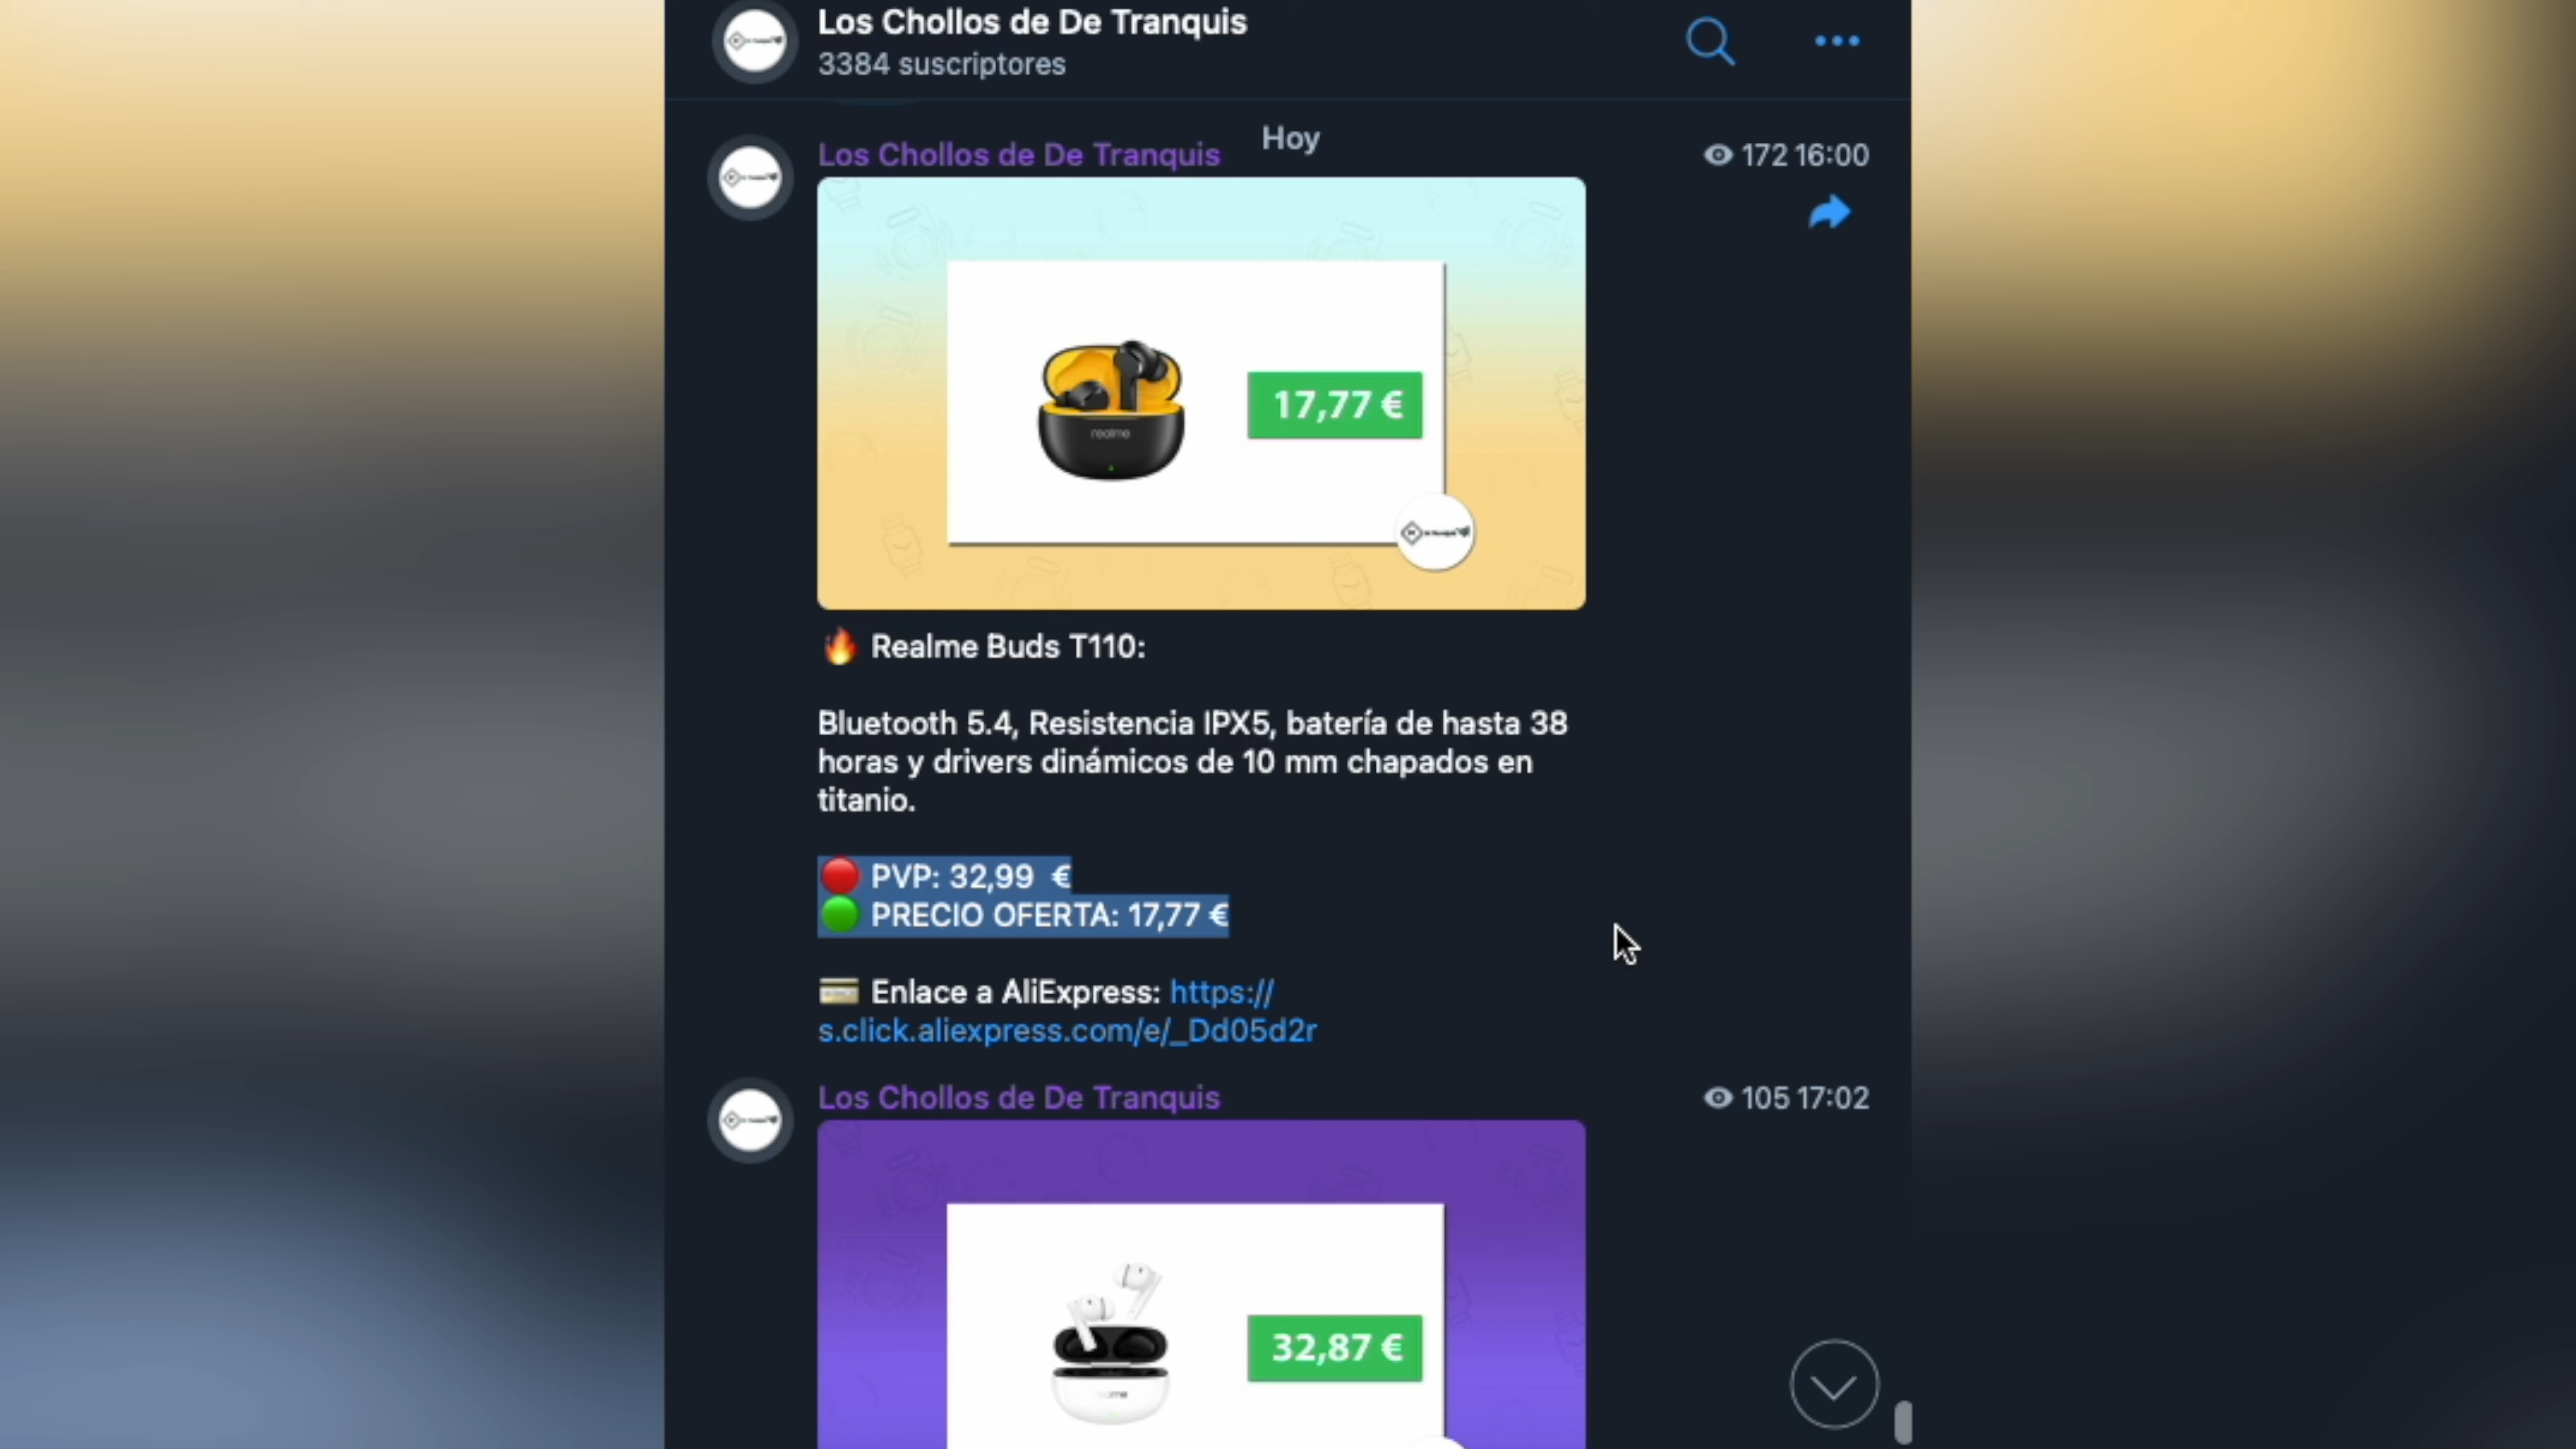 Los Chollos de De Tranquis
3384 suscriptores
Hoy
Los Chollos de De Tranquis
172 16:00
realme
17,77 €
🔥 Realme Buds T110:
Bluetooth 5.4, Resistencia IPX5, batería de hasta 38
horas y drivers dinámicos de 10 mm chapados en
titanio.
🔴 PVP: 32,99 €
🟢 PRECIO OFERTA: 17,77 €
💳 Enlace a AliExpress: https://
s.click.aliexpress.com/e/_Dd05d2r
Los Chollos de De Tranquis
105 17:02
realme
32,87 €